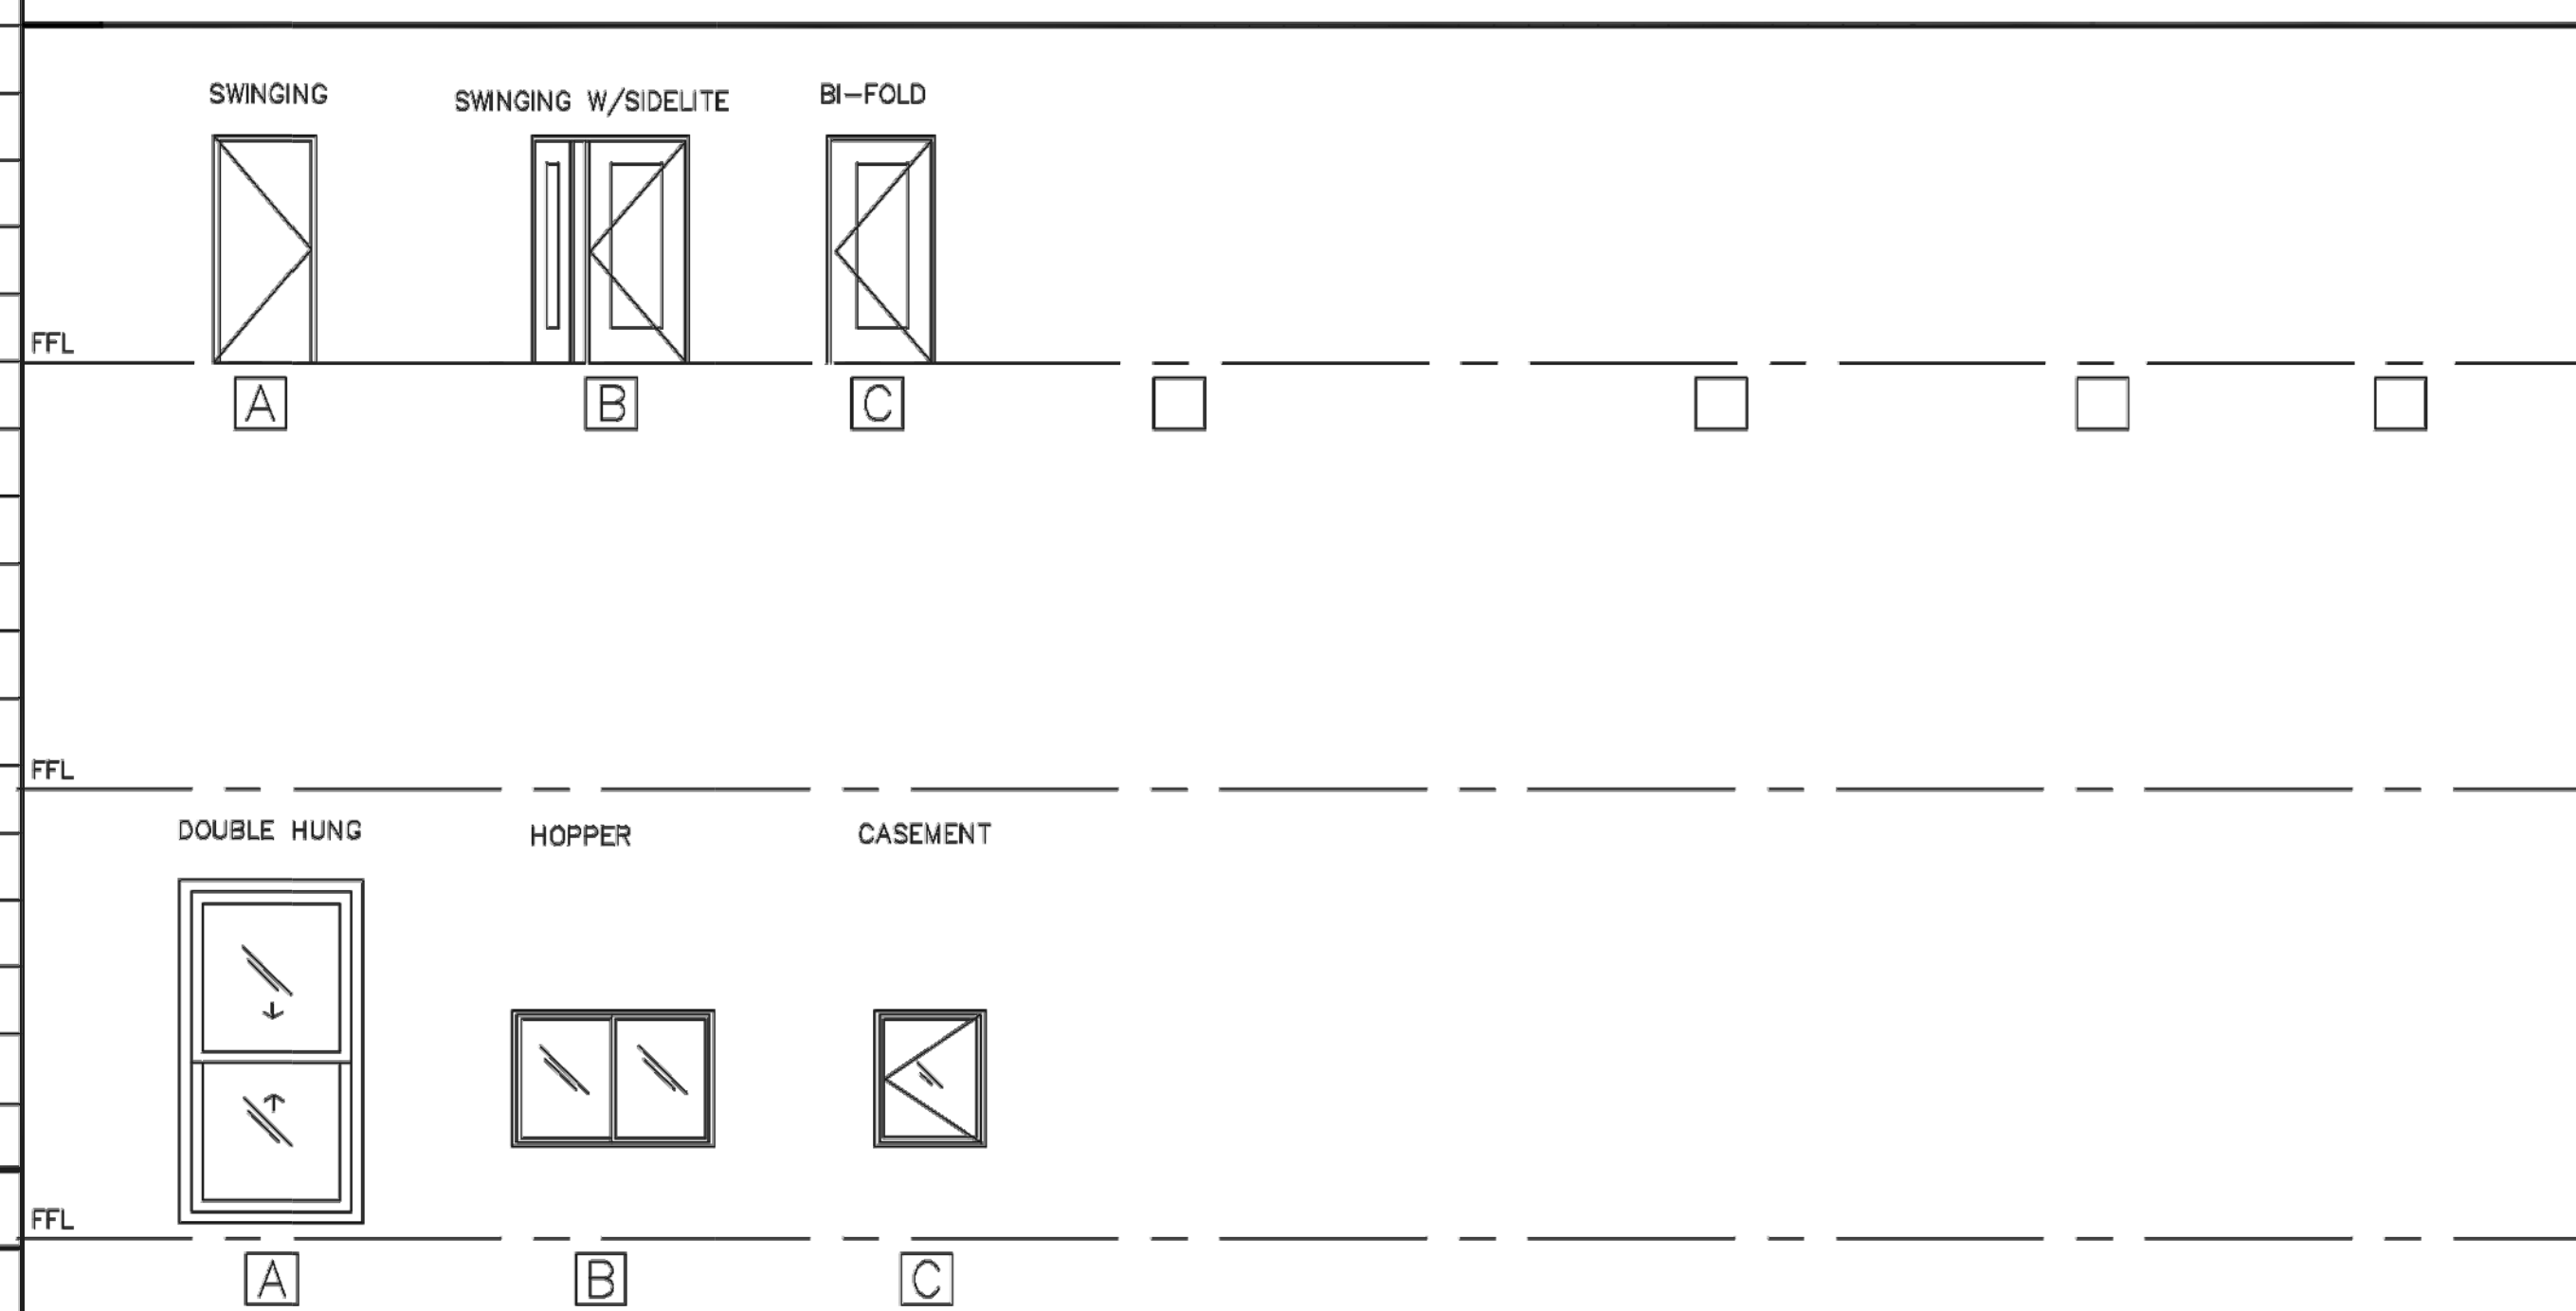 SWINGING
SWINGING W/SIDELITE
BI-FOLD
FFL
A
B
C
FFL
DOUBLE HUNG
HOPPER
CASEMENT
FFL
A
B
C